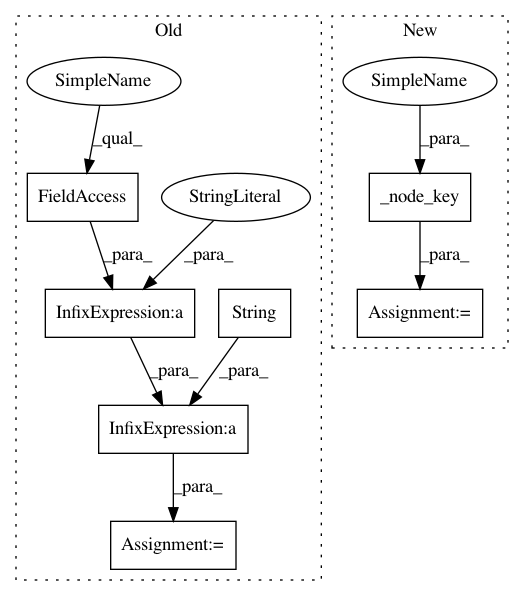 Old
New
SimpleName
SimpleName
_qual_
_para_
FieldAccess
StringLiteral
_node_key
_para_
_para_
_para_
InfixExpression:a
String
Assignment:=
_para_
_para_
InfixExpression:a
_para_
Assignment:=